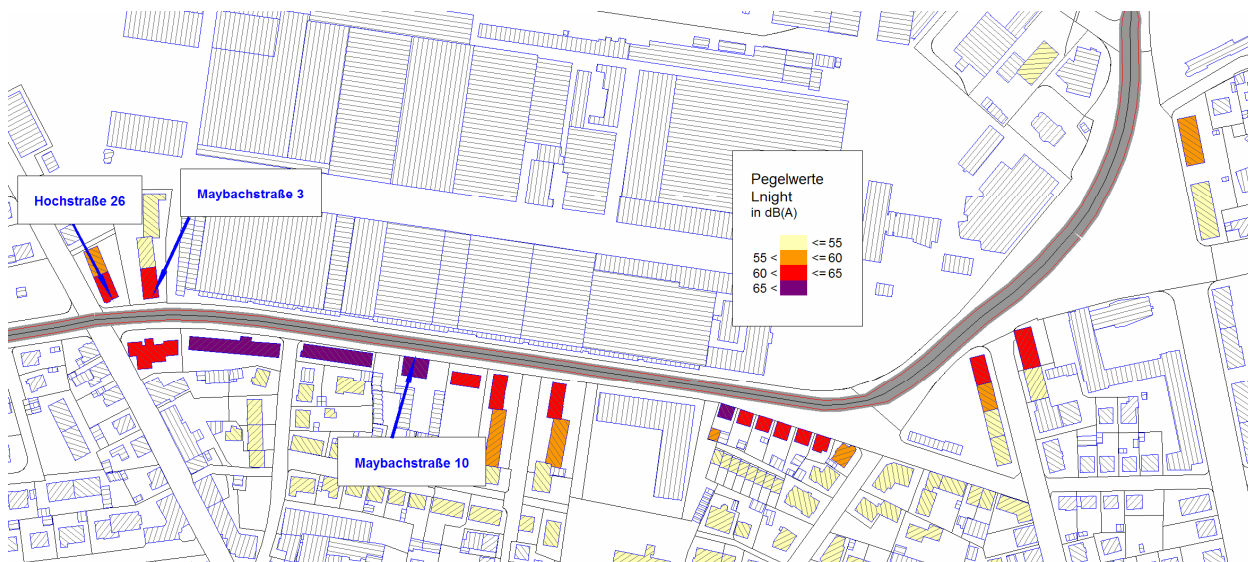 Hochstraße 26
Maybachstraße 3
Pegelwerte
Lnight
in dB(A)
<= 55
55 < <= 60
60 < <= 65
65 <
Maybachstraße 10